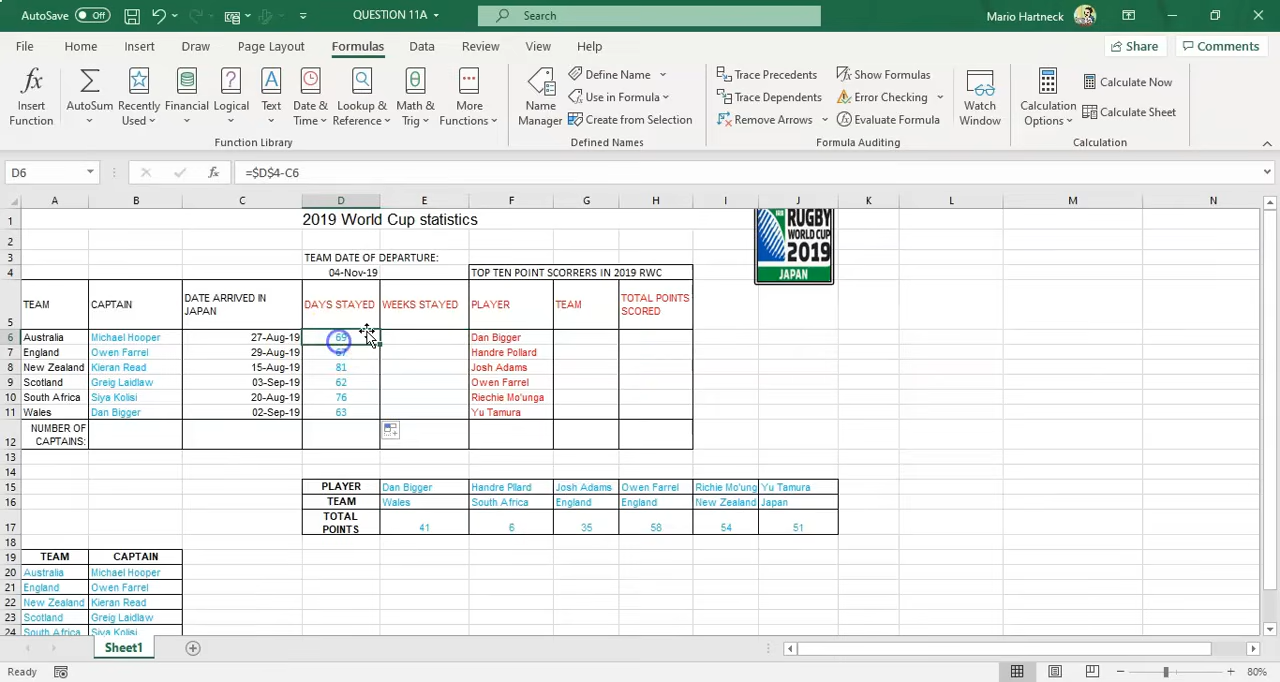 AutoSave Off QUESTION 11A Search Mario Hartneck
File Home Insert Draw Page Layout Formulas Data Review View Help Share Comments
Insert Function
AutoSum
Recently Used
Financial
Logical
Text
Date & Time
Lookup & Reference
Math & Trig
More Functions
Function Library
Name Manager
Define Name
Use in Formula
Create from Selection
Defined Names
Trace Precedents
Trace Dependents
Remove Arrows
Show Formulas
Error Checking
Evaluate Formula
Formula Auditing
Watch Window
Calculation Options
Calculate Now
Calculate Sheet
Calculation
D6 fx =$D$4-C6
A B C D E F G H I J K L M N
1 2019 World Cup statistics
RUGBY
WORLD CUP
2019
JAPAN
2
3 TEAM DATE OF DEPARTURE:
4 04-Nov-19 TOP TEN POINT SCORRERS IN 2019 RWC
5 TEAM CAPTAIN DATE ARRIVED IN JAPAN DAYS STAYED WEEKS STAYED PLAYER TEAM TOTAL POINTS SCORED
6 Australia Michael Hooper 27-Aug-19 69 Dan Bigger
7 England Owen Farrel 29-Aug-19 67 Handre Pollard
8 New Zealand Kieran Read 15-Aug-19 81 Josh Adams
9 Scotland Greig Laidlaw 03-Sep-19 62 Owen Farrel
10 South Africa Siya Kolisi 20-Aug-19 76 Riechie Mo'unga
11 Wales Dan Bigger 02-Sep-19 63 Yu Tamura
12 NUMBER OF CAPTAINS:
13
14
15 PLAYER Dan Bigger Handre Pllard Josh Adams Owen Farrel Richie Mo'ung Yu Tamura
16 TEAM Wales South Africa England England New Zealand Japan
17 TOTAL POINTS 41 6 35 58 54 51
18
19 TEAM CAPTAIN
20 Australia Michael Hooper
21 England Owen Farrel
22 New Zealand Kieran Read
23 Scotland Greig Laidlaw
24 South Africa Siya Kolisi
Sheet1
Ready 80%